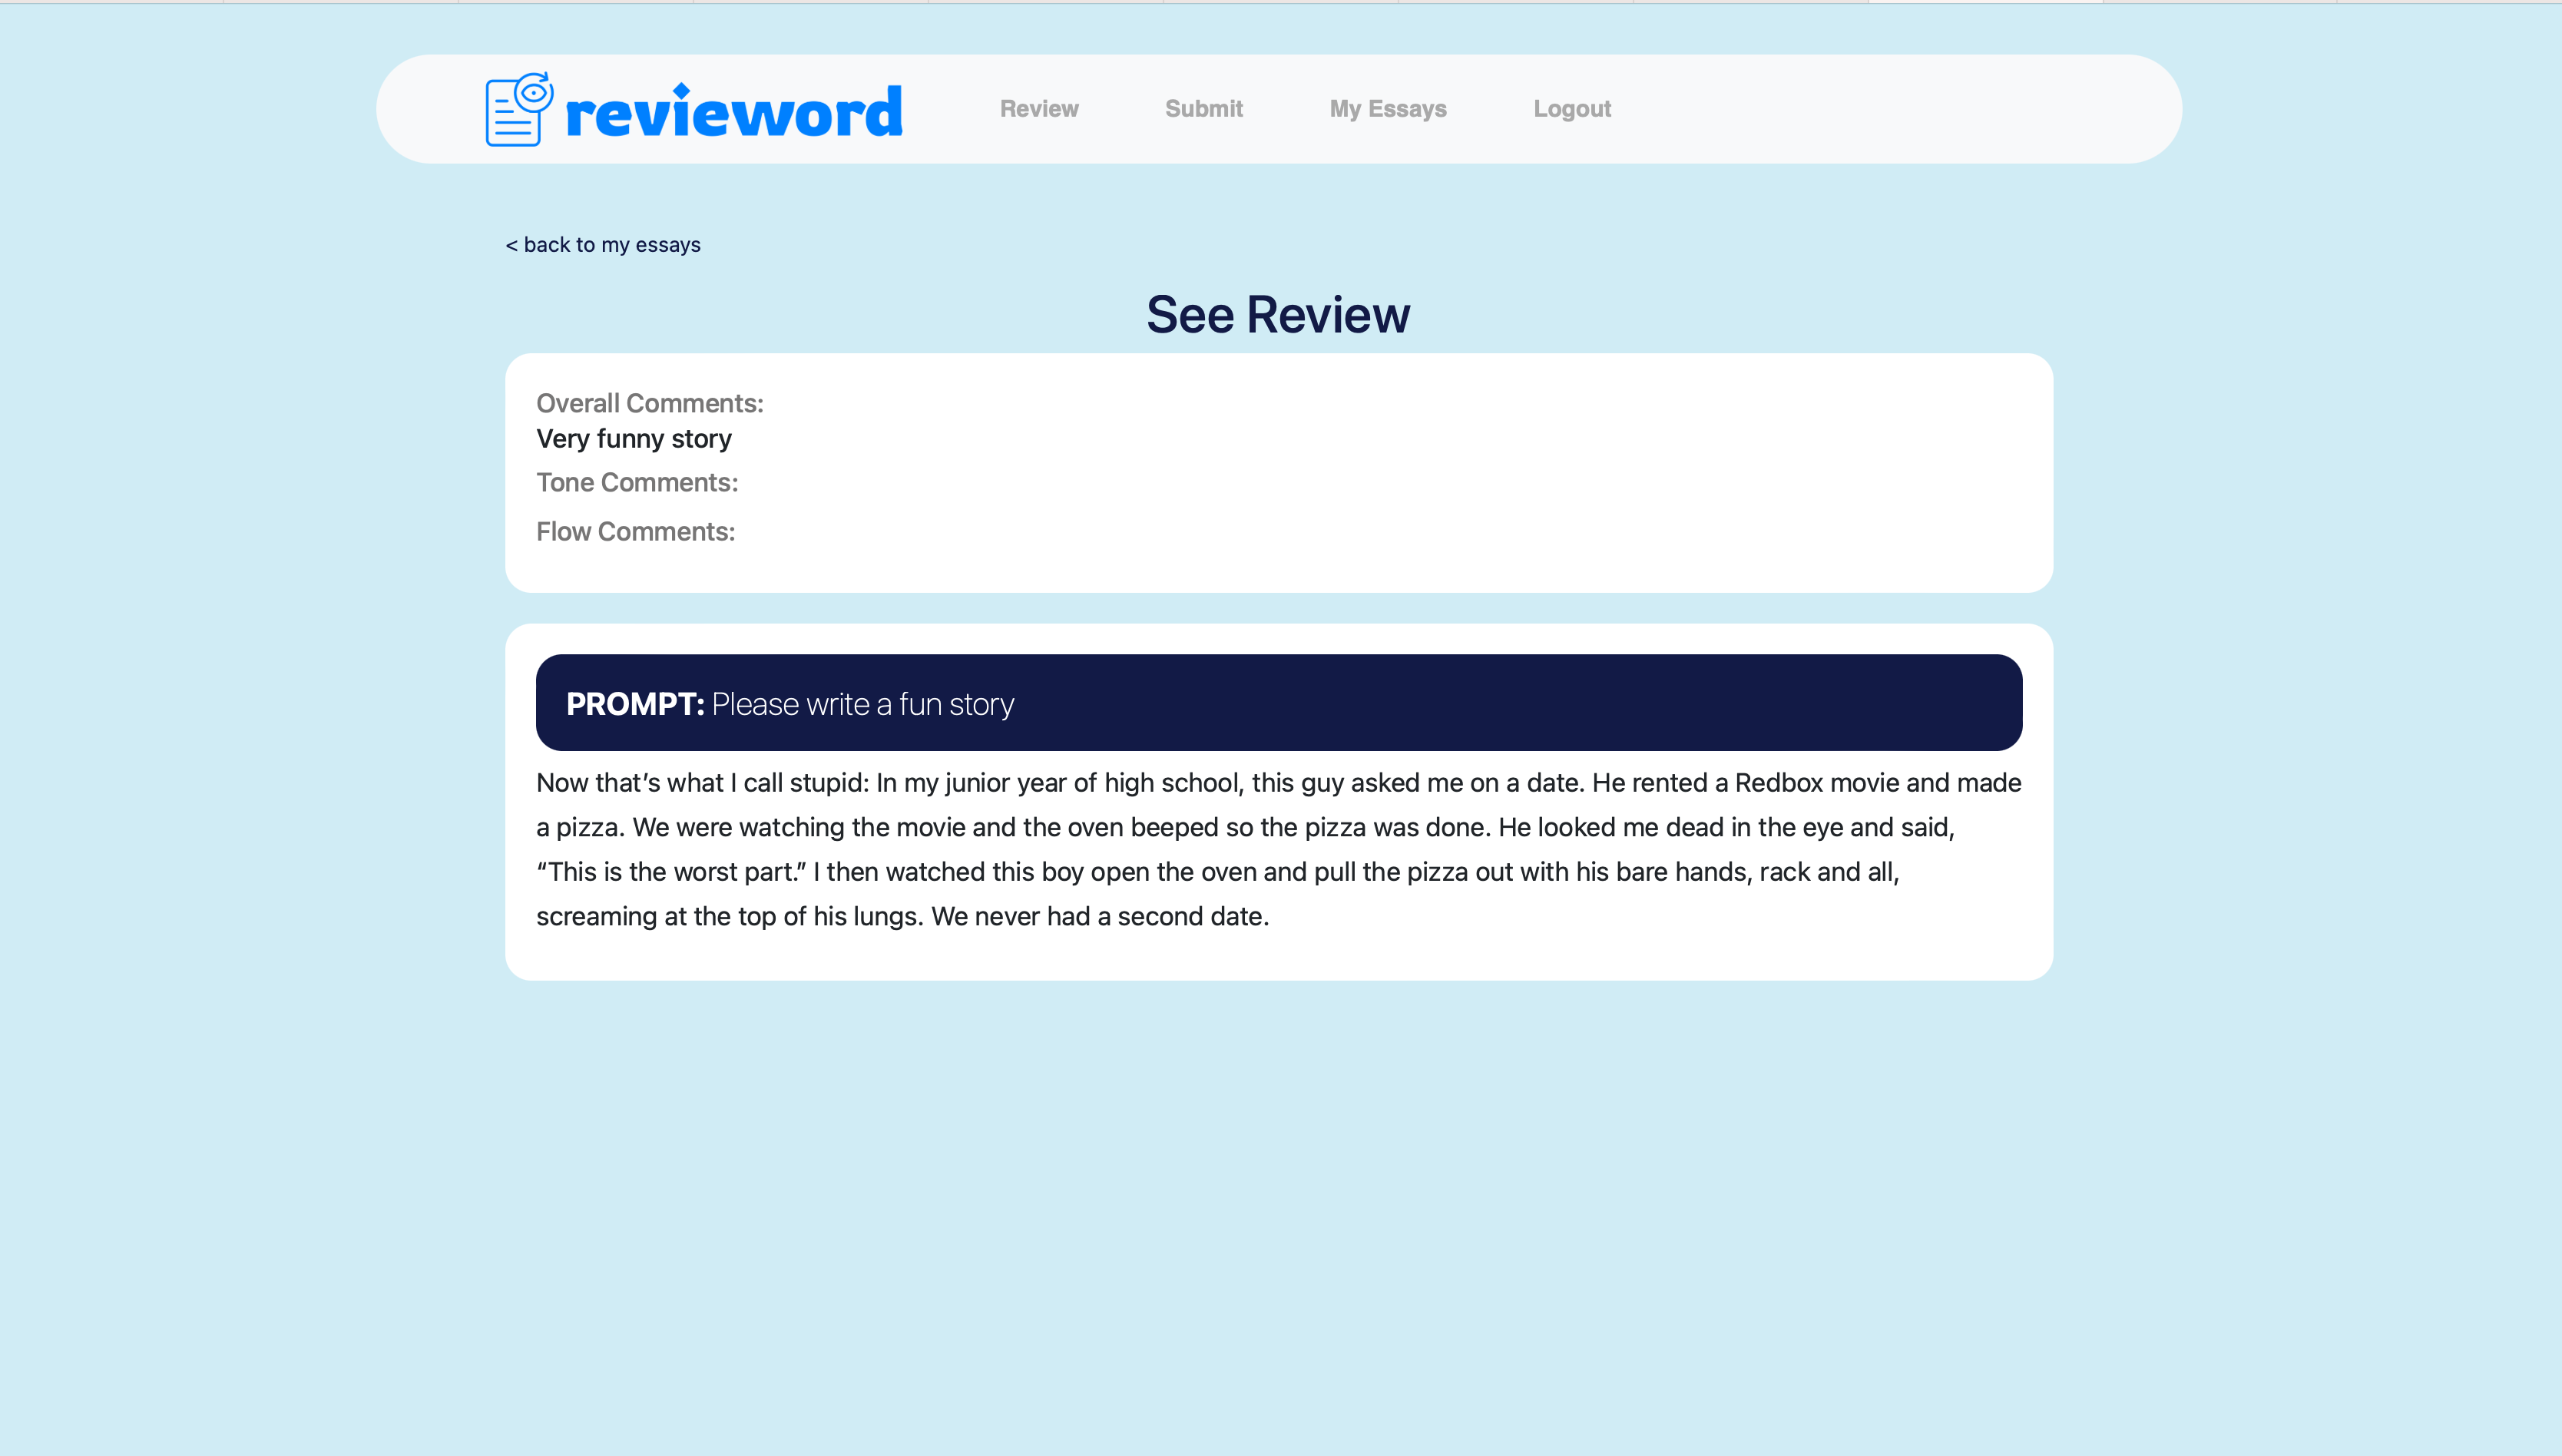 revieword
Review
Submit
My Essays
Logout
< back to my essays
See Review
Overall Comments:
Very funny story
Tone Comments:
Flow Comments:
PROMPT: Please write a fun story
Now that’s what I call stupid: In my junior year of high school, this guy asked me on a date. He rented a Redbox movie and made
a pizza. We were watching the movie and the oven beeped so the pizza was done. He looked me dead in the eye and said,
“This is the worst part.” I then watched this boy open the oven and pull the pizza out with his bare hands, rack and all,
screaming at the top of his lungs. We never had a second date.